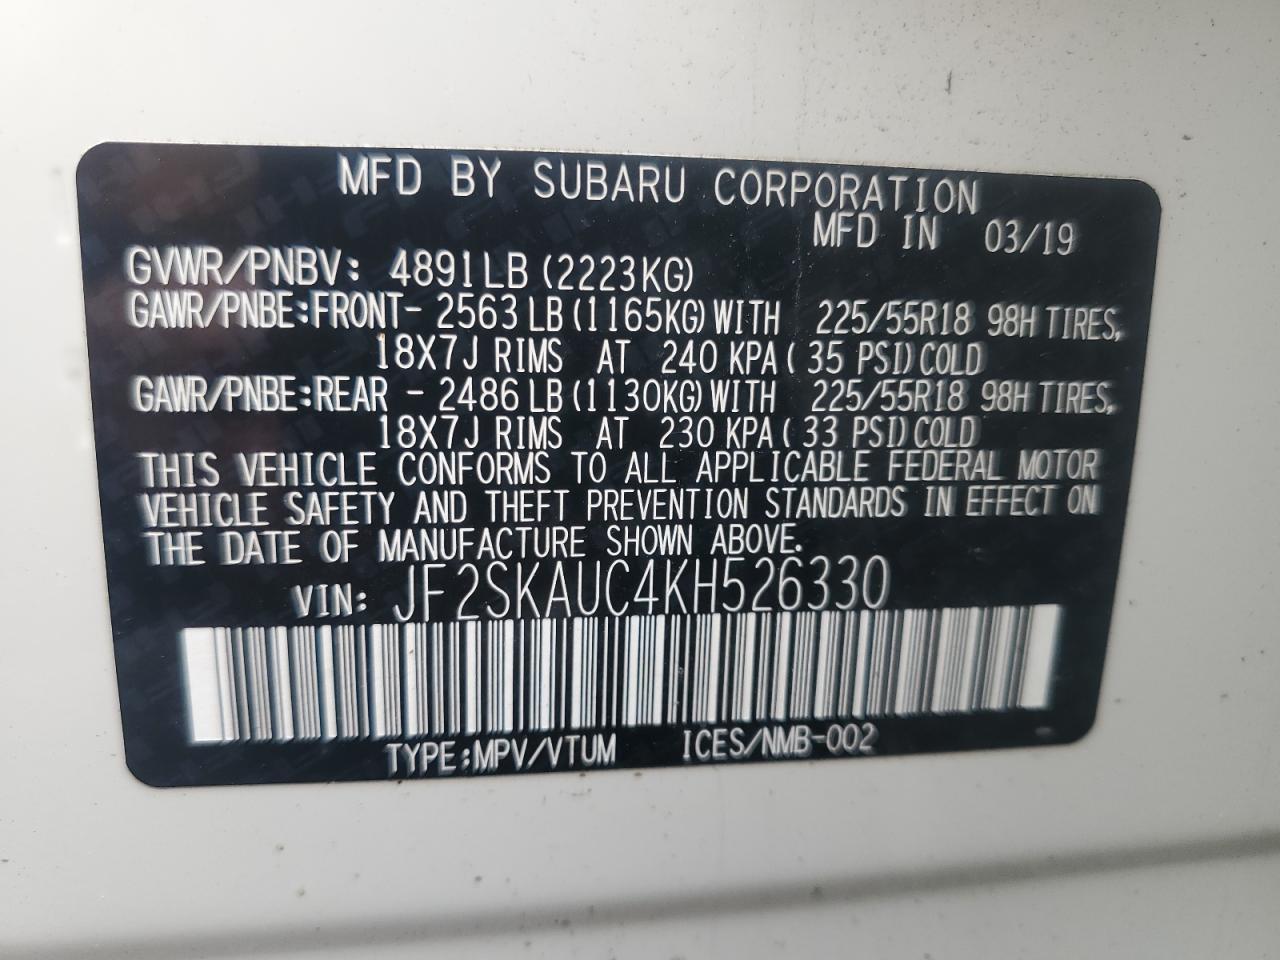 MFD BY SUBARU CORPORATION
MFD IN 03/19
GVWR/PNBV: 4891LB (2223KG)
GAWR/PNBE:FRONT- 2563 LB (1165KG) WITH 225/55R18 98H TIRES,
18X7J RIMS AT 240 KPA ( 35 PSI) COLD
GAWR/PNBE:REAR - 2486 LB (1130KG) WITH 225/55R18 98H TIRES,
18X7J RIMS AT 230 KPA ( 33 PSI) COLD
THIS VEHICLE CONFORMS TO ALL APPLICABLE FEDERAL MOTOR
VEHICLE SAFETY AND THEFT PREVENTION STANDARDS IN EFFECT ON
THE DATE OF MANUFACTURE SHOWN ABOVE.
VIN: JF2SKAUC4KH526330
TYPE:MPV/VTUM ICES/NMB-002